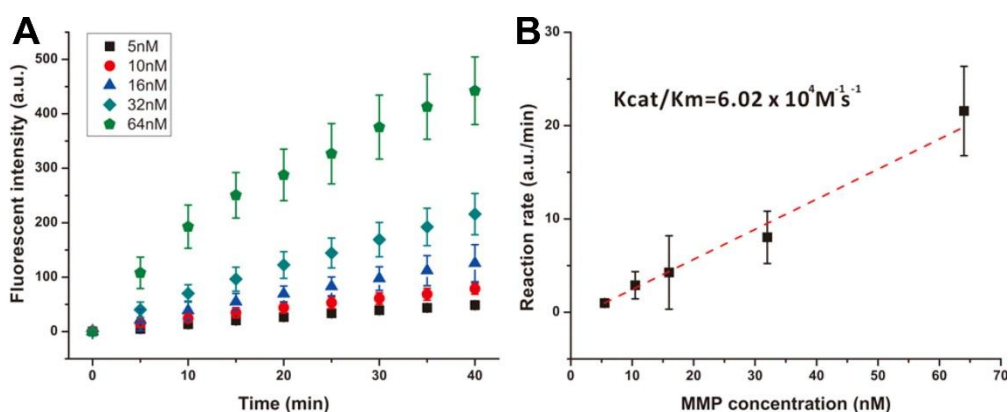 A
5nM
10nM
16nM
32nM
64nM
Fluorescent intensity (a.u.)
500
400
300
200
100
0
0
10
20
30
40
Time (min)
B
Kcat/Km=6.02 x 10⁴M⁻¹s⁻¹
Reaction rate (a.u./min)
30
20
10
0
0
10
20
30
40
50
60
70
MMP concentration (nM)